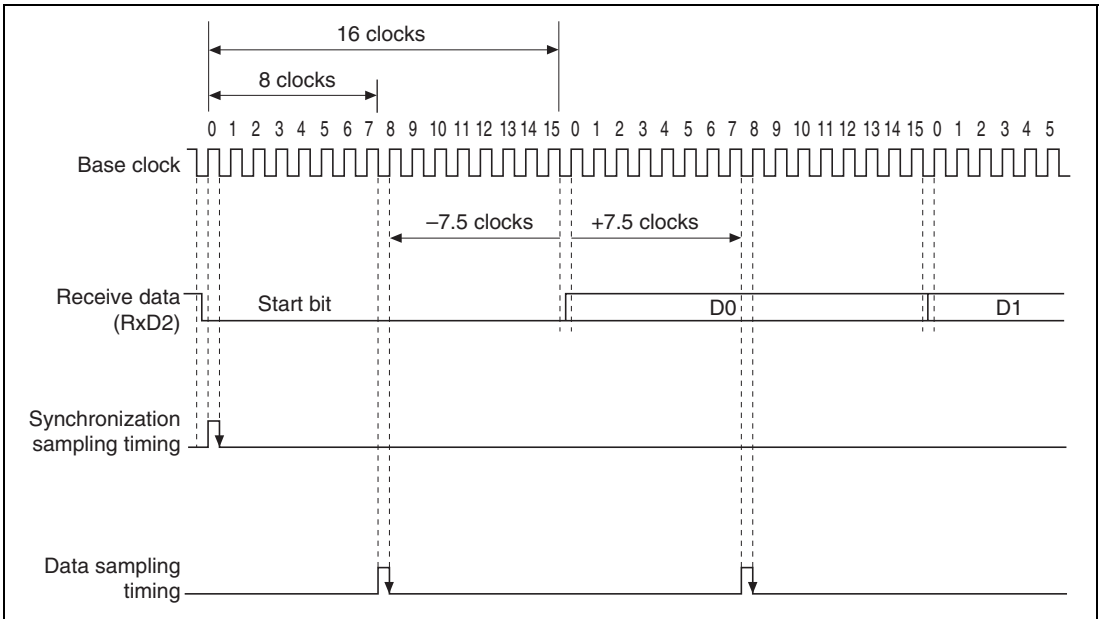 16 clocks
8 clocks
0 1 2 3 4 5 6 7 8 9 10 11 12 13 14 15 0 1 2 3 4 5 6 7 8 9 10 11 12 13 14 15 0 1 2 3 4 5
Base clock
–7.5 clocks +7.5 clocks
Receive data
(RxD2)
Start bit D0 D1
Synchronization
sampling timing
Data sampling
timing